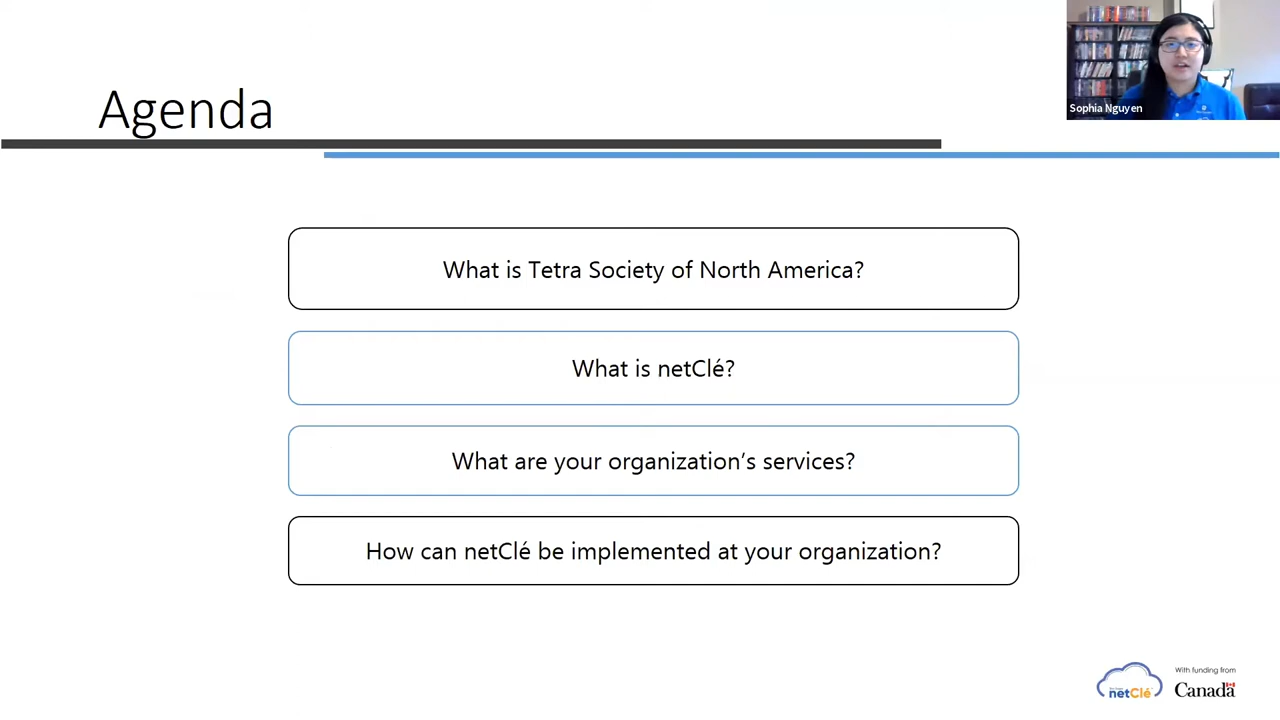 Sophia Nguyen
Agenda
What is Tetra Society of North America?
What is netClé?
What are your organization's services?
How can netClé be implemented at your organization?
netClé
With funding from
Canada